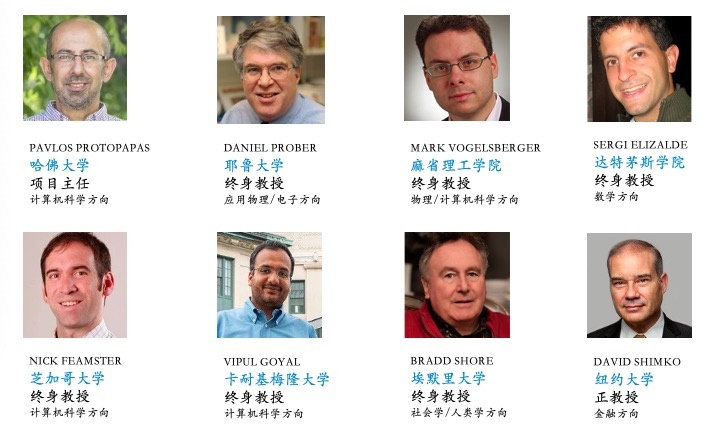 PAVLOS PROTOPAPAS
哈佛大学
项目主任
计算机科学方向
DANIEL PROBER
耶鲁大学
终身教授
应用物理/电子方向
MARK VOGELSBERGER
麻省理工学院
终身教授
物理/计算机科学方向
SERGI ELIZALDE
达特茅斯学院
终身教授
数学方向
NICK FEAMSTER
芝加哥大学
终身教授
计算机科学方向
VIPUL GOYAL
卡耐基梅隆大学
终身教授
计算机科学方向
BRADD SHORE
埃默里大学
终身教授
社会学/人类学方向
DAVID SHIMKO
纽约大学
正教授
金融方向